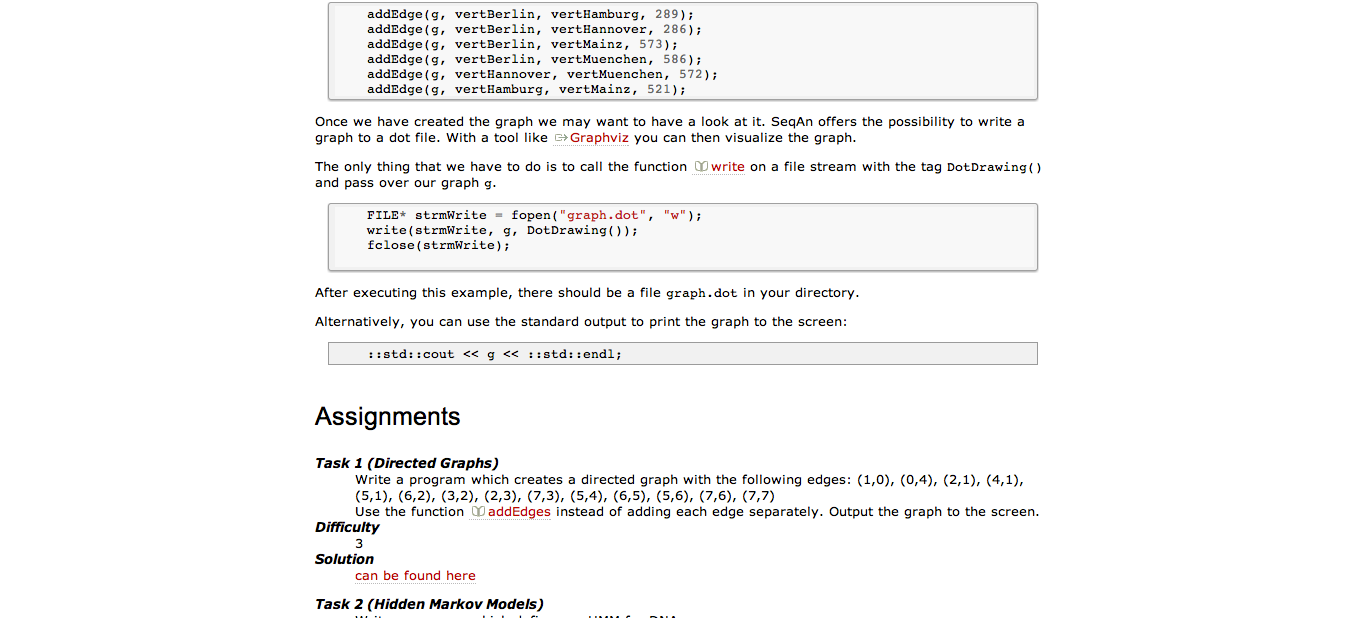 addEdge(g, vertBerlin, vertHamburg, 289);
addEdge(g, vertBerlin, vertHannover, 286);
addEdge(g, vertBerlin, vertMainz, 573);
addEdge(g, vertBerlin, vertMuenchen, 586);
addEdge(g, vertHannover, vertMuenchen, 572);
addEdge(g, vertHamburg, vertMainz, 521);
Once we have created the graph we may want to have a look at it. SeqAn offers the possibility to write a
graph to a dot file. With a tool like Graphviz you can then visualize the graph.
The only thing that we have to do is to call the function write on a file stream with the tag DotDrawing()
and pass over our graph g.
FILE* strmWrite = fopen("graph.dot", "w");
write(strmWrite, g, DotDrawing());
fclose(strmWrite);
After executing this example, there should be a file graph.dot in your directory.
Alternatively, you can use the standard output to print the graph to the screen:
::std::cout << g << ::std::endl;
Assignments
Task 1 (Directed Graphs)
Write a program which creates a directed graph with the following edges: (1,0), (0,4), (2,1), (4,1),
(5,1), (6,2), (3,2), (2,3), (7,3), (5,4), (6,5), (5,6), (7,6), (7,7)
Use the function addEdges instead of adding each edge separately. Output the graph to the screen.
Difficulty
3
Solution
can be found here
Task 2 (Hidden Markov Models)